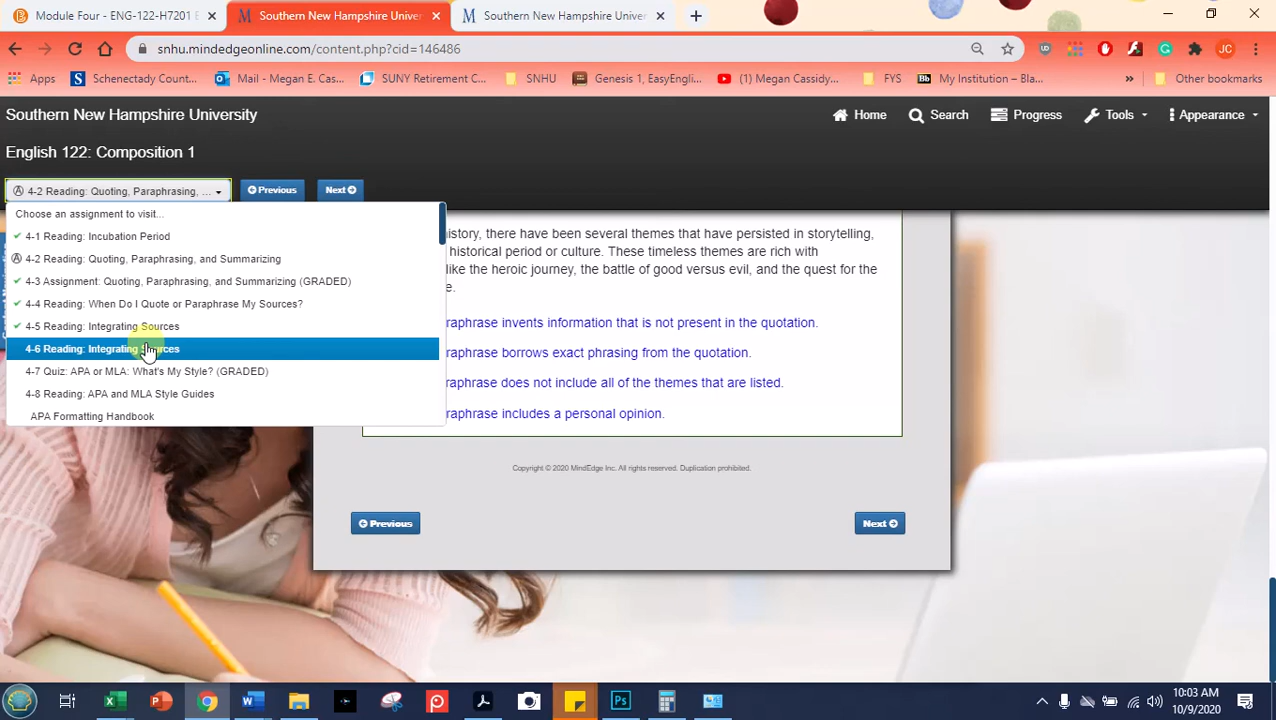 Module Four - ENG-122-H7201 E
Southern New Hampshire Univer
Southern New Hampshire Univer
snhu.mindedgeonline.com/content.php?cid=146486
JC
Apps
Schenectady Count...
Mail - Megan E. Cas...
SUNY Retirement C...
SNHU
Genesis 1, EasyEngli...
(1) Megan Cassidy...
FYS
My Institution – Bla...
Other bookmarks
Southern New Hampshire University
Home
Search
Progress
Tools
Appearance
English 122: Composition 1
4-2 Reading: Quoting, Paraphrasing, ...
Previous
Next
Choose an assignment to visit...
4-1 Reading: Incubation Period
4-2 Reading: Quoting, Paraphrasing, and Summarizing
4-3 Assignment: Quoting, Paraphrasing, and Summarizing (GRADED)
4-4 Reading: When Do I Quote or Paraphrase My Sources?
4-5 Reading: Integrating Sources
4-6 Reading: Integrating Sources
4-7 Quiz: APA or MLA: What's My Style? (GRADED)
4-8 Reading: APA and MLA Style Guides
APA Formatting Handbook
istory, there have been several themes that have persisted in storytelling,
historical period or culture. These timeless themes are rich with
ike the heroic journey, the battle of good versus evil, and the quest for the
e.
raphrase invents information that is not present in the quotation.
raphrase borrows exact phrasing from the quotation.
raphrase does not include all of the themes that are listed.
raphrase includes a personal opinion.
Copyright © 2020 MindEdge Inc. All rights reserved. Duplication prohibited.
Previous
Next
10:03 AM
10/9/2020